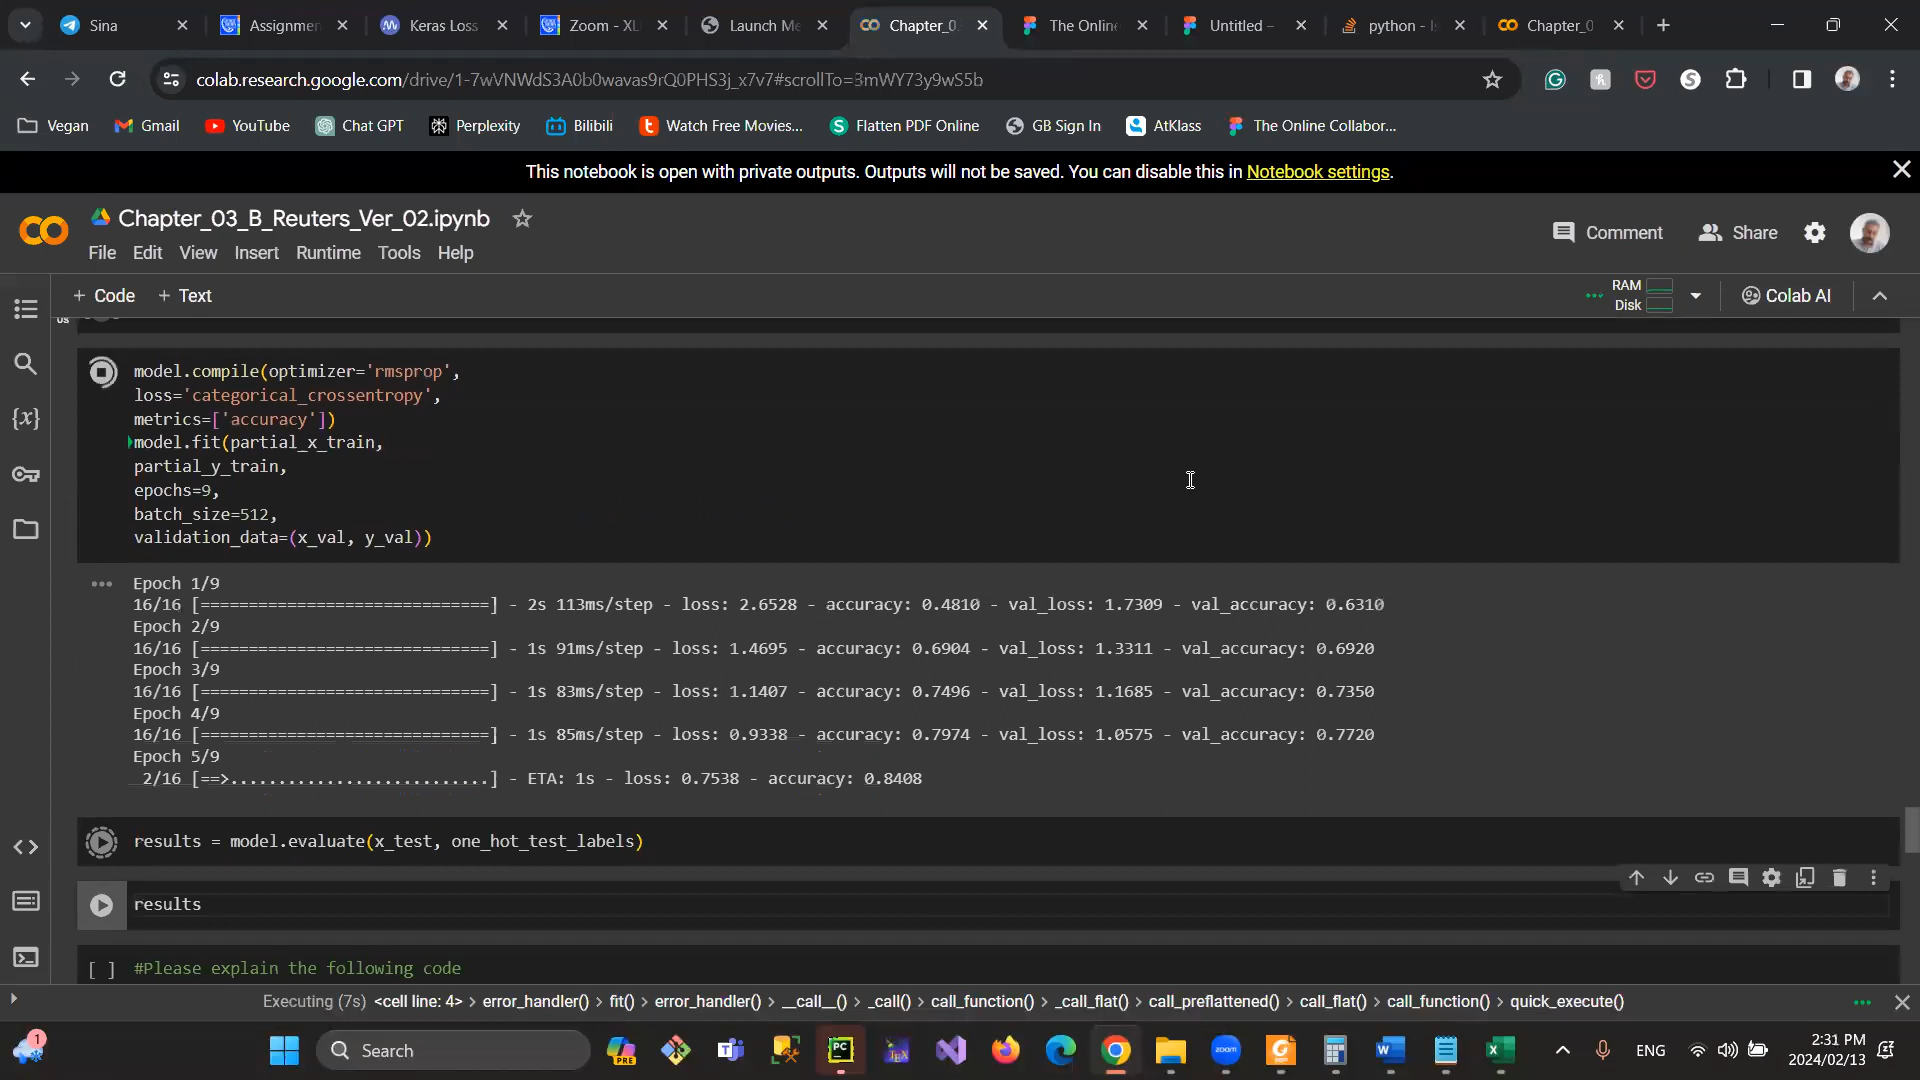 Sina
Assignmen
Keras Loss
Zoom - XL
Launch Me
Chapter_0
The Online
Untitled –
python - I
Chapter_0
colab.research.google.com/drive/1-7wVNWdS3A0b0wavas9rQ0PHS3j_x7v7#scrollTo=3mWY73y9wS5b
Vegan
Gmail
YouTube
Chat GPT
Perplexity
Bilibili
Watch Free Movies...
Flatten PDF Online
GB Sign In
AtKlass
The Online Collabor...
This notebook is open with private outputs. Outputs will not be saved. You can disable this in Notebook settings.
Chapter_03_B_Reuters_Ver_02.ipynb
Comment
Share
File Edit View Insert Runtime Tools Help
+ Code + Text
RAM
Disk
Colab AI
0s
model.compile(optimizer='rmsprop',
loss='categorical_crossentropy',
metrics=['accuracy'])
model.fit(partial_x_train,
partial_y_train,
epochs=9,
batch_size=512,
validation_data=(x_val, y_val))
Epoch 1/9
16/16 [==============================] - 2s 113ms/step - loss: 2.6528 - accuracy: 0.4810 - val_loss: 1.7309 - val_accuracy: 0.6310
Epoch 2/9
16/16 [==============================] - 1s 91ms/step - loss: 1.4695 - accuracy: 0.6904 - val_loss: 1.3311 - val_accuracy: 0.6920
Epoch 3/9
16/16 [==============================] - 1s 83ms/step - loss: 1.1407 - accuracy: 0.7496 - val_loss: 1.1685 - val_accuracy: 0.7350
Epoch 4/9
16/16 [==============================] - 1s 85ms/step - loss: 0.9338 - accuracy: 0.7974 - val_loss: 1.0575 - val_accuracy: 0.7720
Epoch 5/9
2/16 [==>...........................] - ETA: 1s - loss: 0.7538 - accuracy: 0.8408
results = model.evaluate(x_test, one_hot_test_labels)
results
[ ] #Please explain the following code
Executing (7s) <cell line: 4> > error_handler() > fit() > error_handler() > __call__() > _call() > call_function() > _call_flat() > call_preflattened() > call_flat() > call_function() > quick_execute()
1
Search
PRE
PC
TEX
zoom
ENG
2:31 PM
2024/02/13